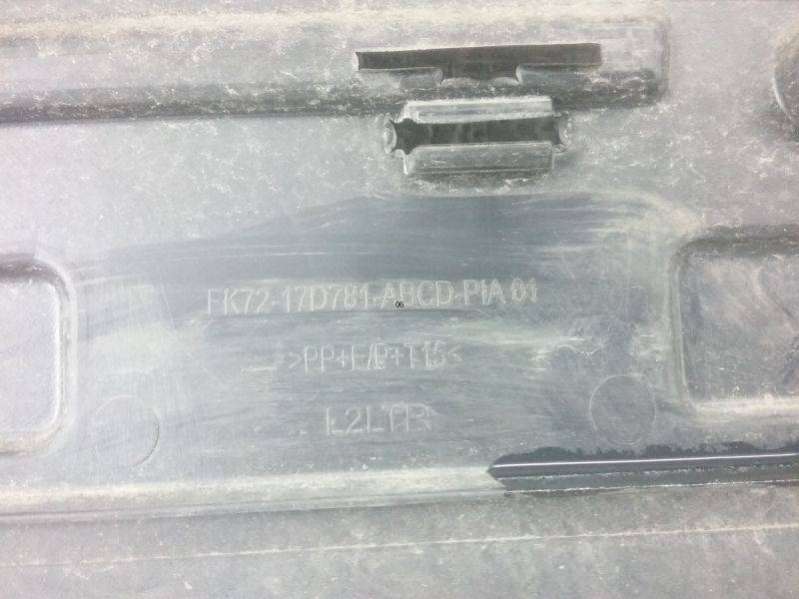 FK72-17D781-ABCD-PIA 01
>PP+E/P+T15<
L2LTR